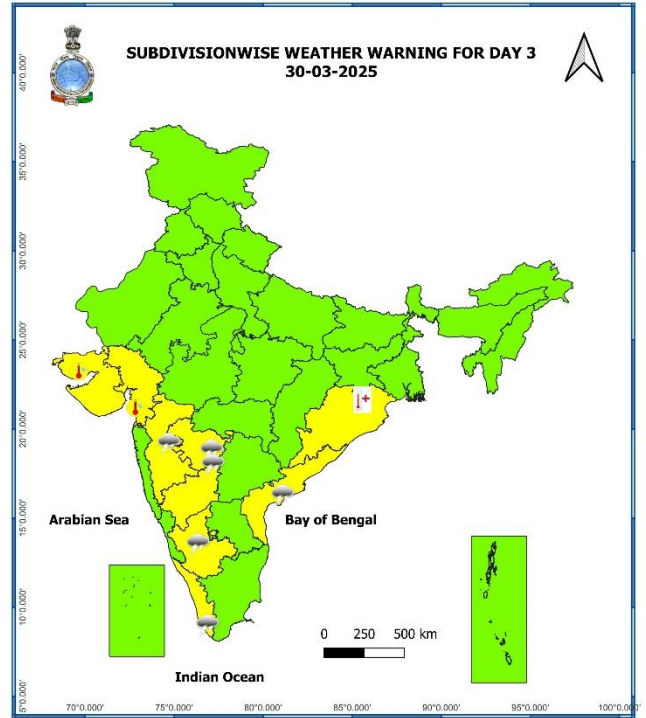 SUBDIVISIONWISE WEATHER WARNING FOR DAY 3
30-03-2025
40°0.000'
35°0.000'
30°0.000'
25°0.000'
20°0.000'
15°0.000'
10°0.000'
5°0.000'
Arabian Sea
Bay of Bengal
0 250 500 km
Indian Ocean
70°0.000' 75°0.000' 80°0.000' 85°0.000' 90°0.000' 95°0.000' 100°0.000'